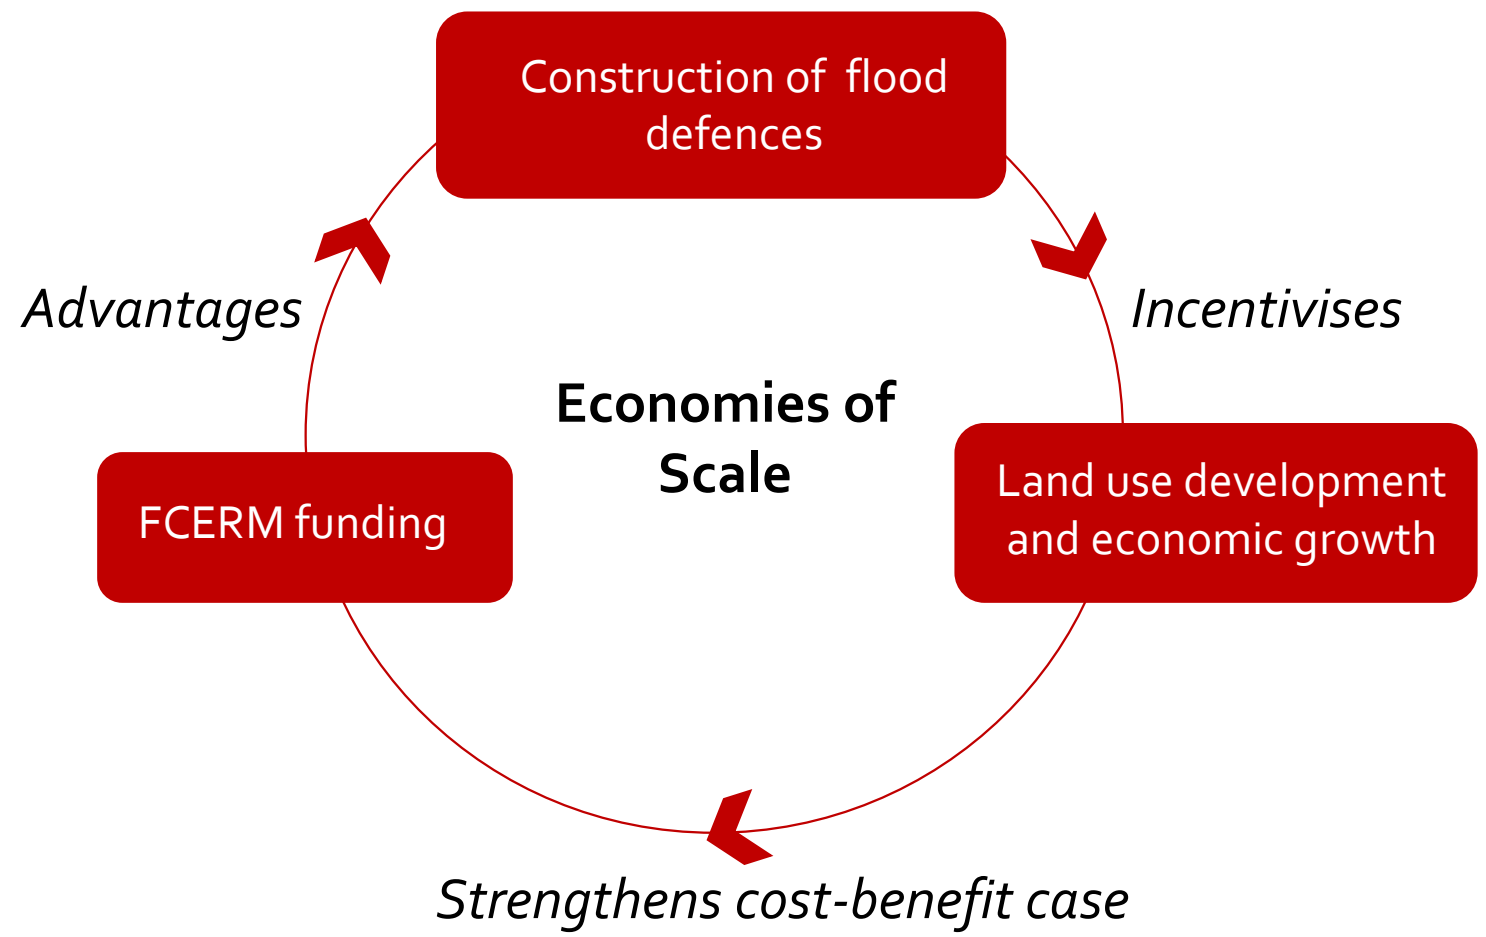 Construction of flood
defences
Advantages
Incentivises
Economies of
Scale
FCERM funding
Land use development
and economic growth
Strengthens cost-benefit case